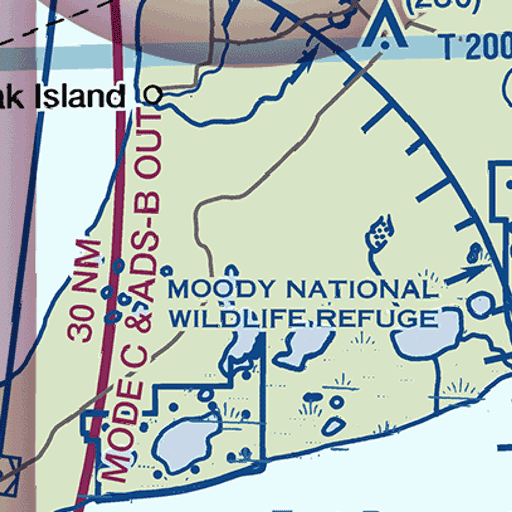 T 200
ak Island
30 NM
MODE C & ADS-B OUT
MOODY NATIONAL
WILDLIFE REFUGE